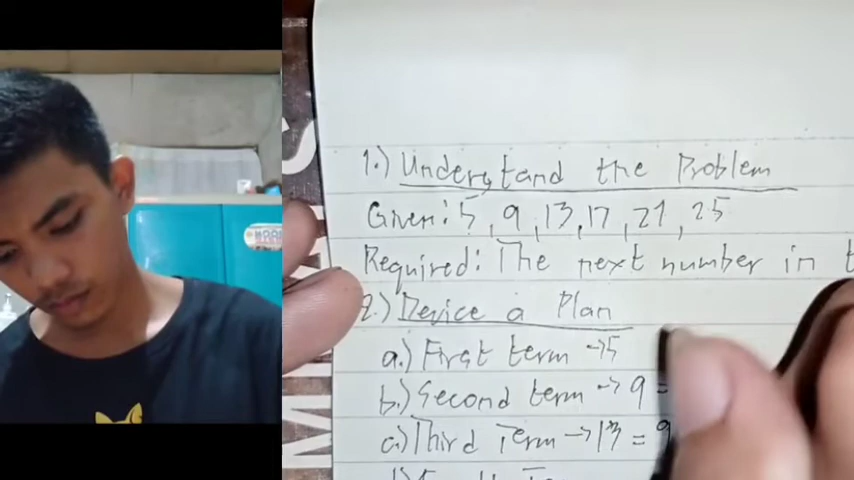 1.) Understand the Problem
Given: 5, 9, 13, 17, 21, 25
Required: The next number in
2.) Device a Plan
a.) First term → 5
b.) Second term → 9 =
c.) Third Term → 13 = 9